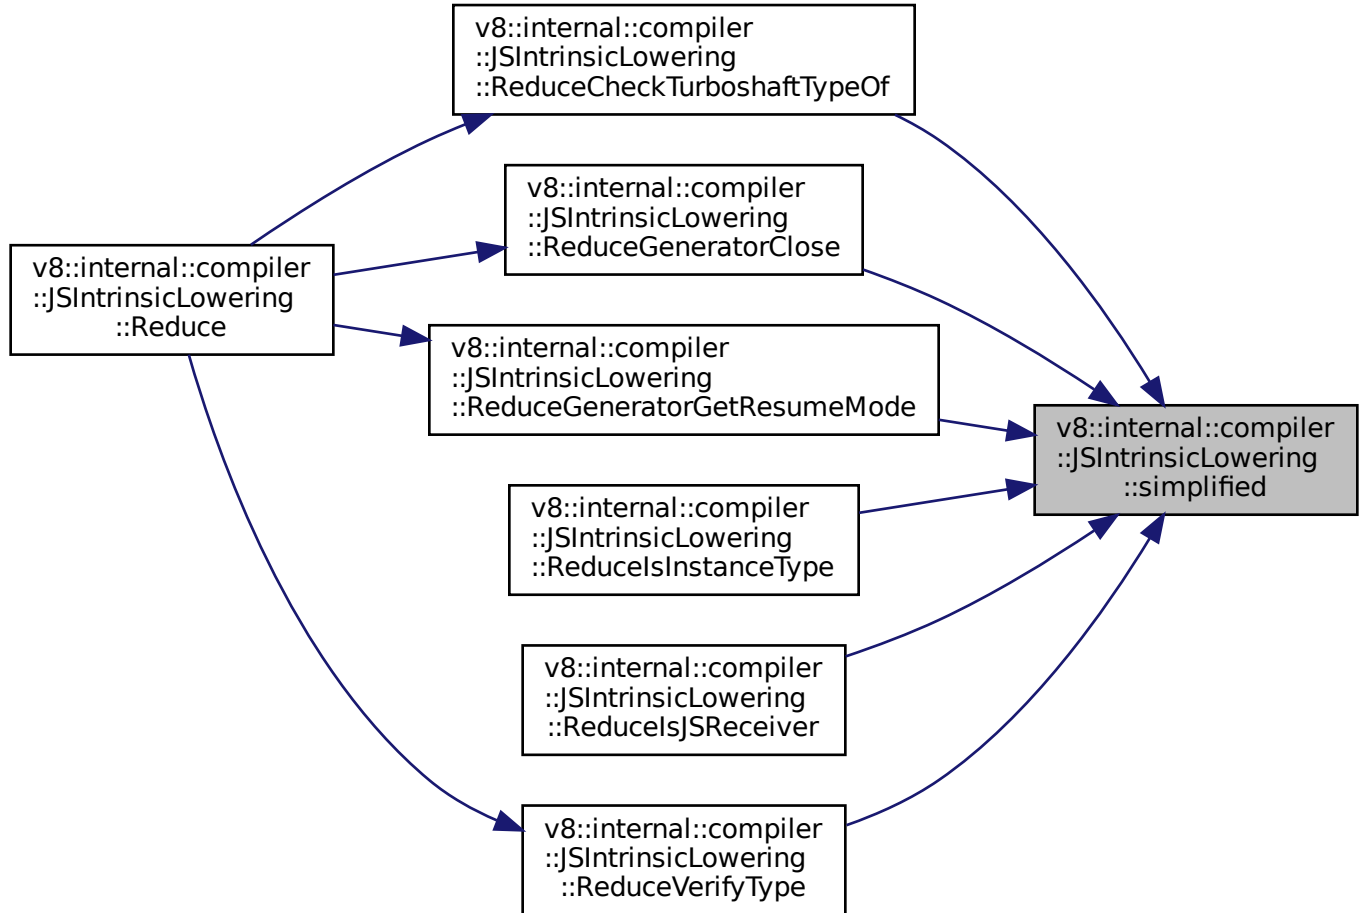 v8::internal::compiler
::JSIntrinsicLowering
::ReduceCheckTurboshaftTypeOf
v8::internal::compiler
::JSIntrinsicLowering
::ReduceGeneratorClose
v8::internal::compiler
::JSIntrinsicLowering
::Reduce
v8::internal::compiler
::JSIntrinsicLowering
::ReduceGeneratorGetResumeMode
v8::internal::compiler
::JSIntrinsicLowering
::simplified
v8::internal::compiler
::JSIntrinsicLowering
::ReduceIsInstanceType
v8::internal::compiler
::JSIntrinsicLowering
::ReduceIsJSReceiver
v8::internal::compiler
::JSIntrinsicLowering
::ReduceVerifyType